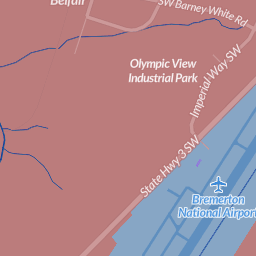 Belfair
SW Barney White Rd
Olympic View
Industrial Park
Imperial Way SW
State Hwy 3 SW
Bremerton
National Airport